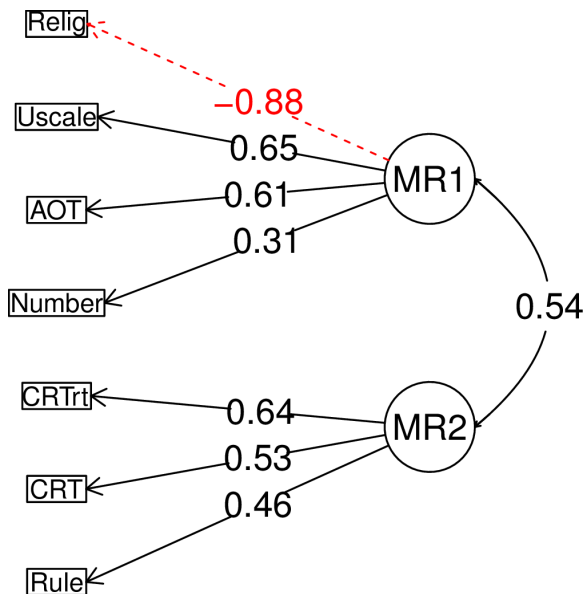 Relig
−0.88
Uscale
0.65
MR1
0.61
AOT
0.31
Number
0.54
CRTrt
0.64
MR2
0.53
CRT
0.46
Rule